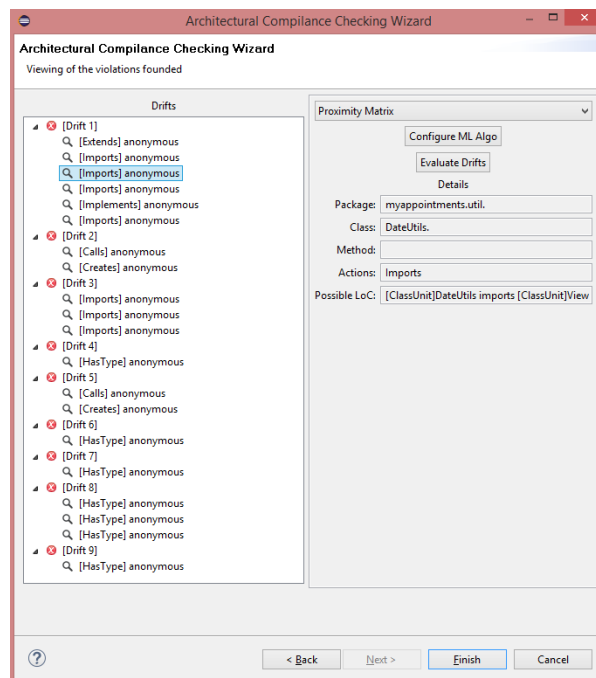 Architectural Compilance Checking Wizard
Architectural Compilance Checking Wizard
Viewing of the violations founded
Drifts
[Drift 1]
[Extends] anonymous
[Imports] anonymous
[Imports] anonymous
[Imports] anonymous
[Implements] anonymous
[Imports] anonymous
[Drift 2]
[Calls] anonymous
[Creates] anonymous
[Drift 3]
[Imports] anonymous
[Imports] anonymous
[Imports] anonymous
[Drift 4]
[HasType] anonymous
[Drift 5]
[Calls] anonymous
[Creates] anonymous
[Drift 6]
[HasType] anonymous
[Drift 7]
[HasType] anonymous
[Drift 8]
[HasType] anonymous
[HasType] anonymous
[HasType] anonymous
[Drift 9]
[HasType] anonymous
Proximity Matrix
Configure ML Algo
Evaluate Drifts
Details
Package: myappointments.util.
Class: DateUtils.
Method:
Actions: Imports
Possible LoC: [ClassUnit]DateUtils imports [ClassUnit]View
? < Back Next > Finish Cancel